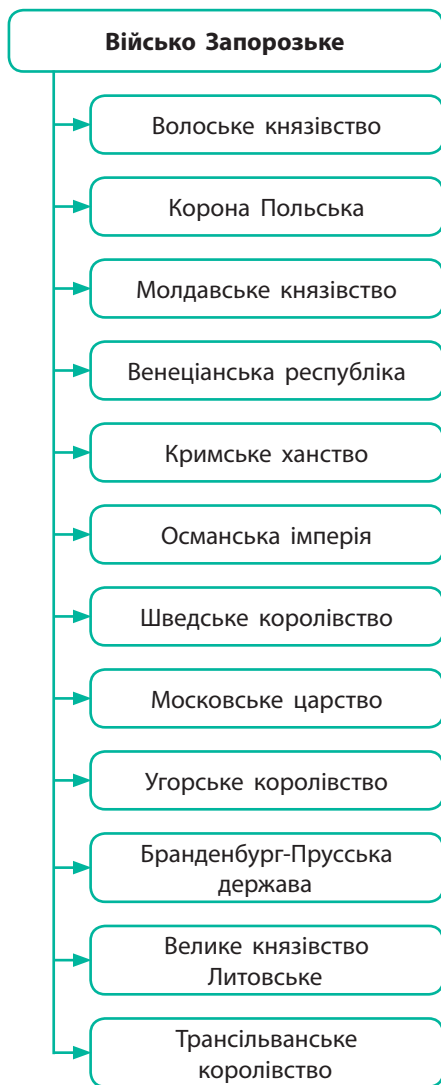 Військо Запорозьке
Волоське князівство
Корона Польська
Молдавське князівство
Венеціанська республіка
Кримське ханство
Османська імперія
Шведське королівство
Московське царство
Угорське королівство
Бранденбург-Прусська
держава
Велике князівство
Литовське
Трансільванське
королівство